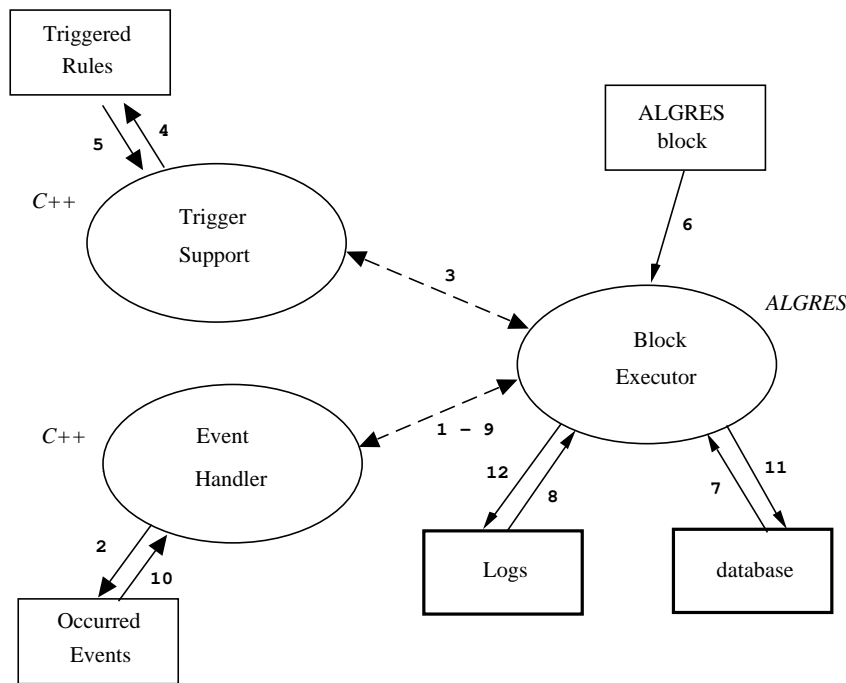 Triggered
Rules
5
4
C++
Trigger
Support
ALGRES
block
6
3
ALGRES
Block
Executor
C++
Event
Handler
1 – 9
12
8
7
11
2
10
Logs
database
Occurred
Events